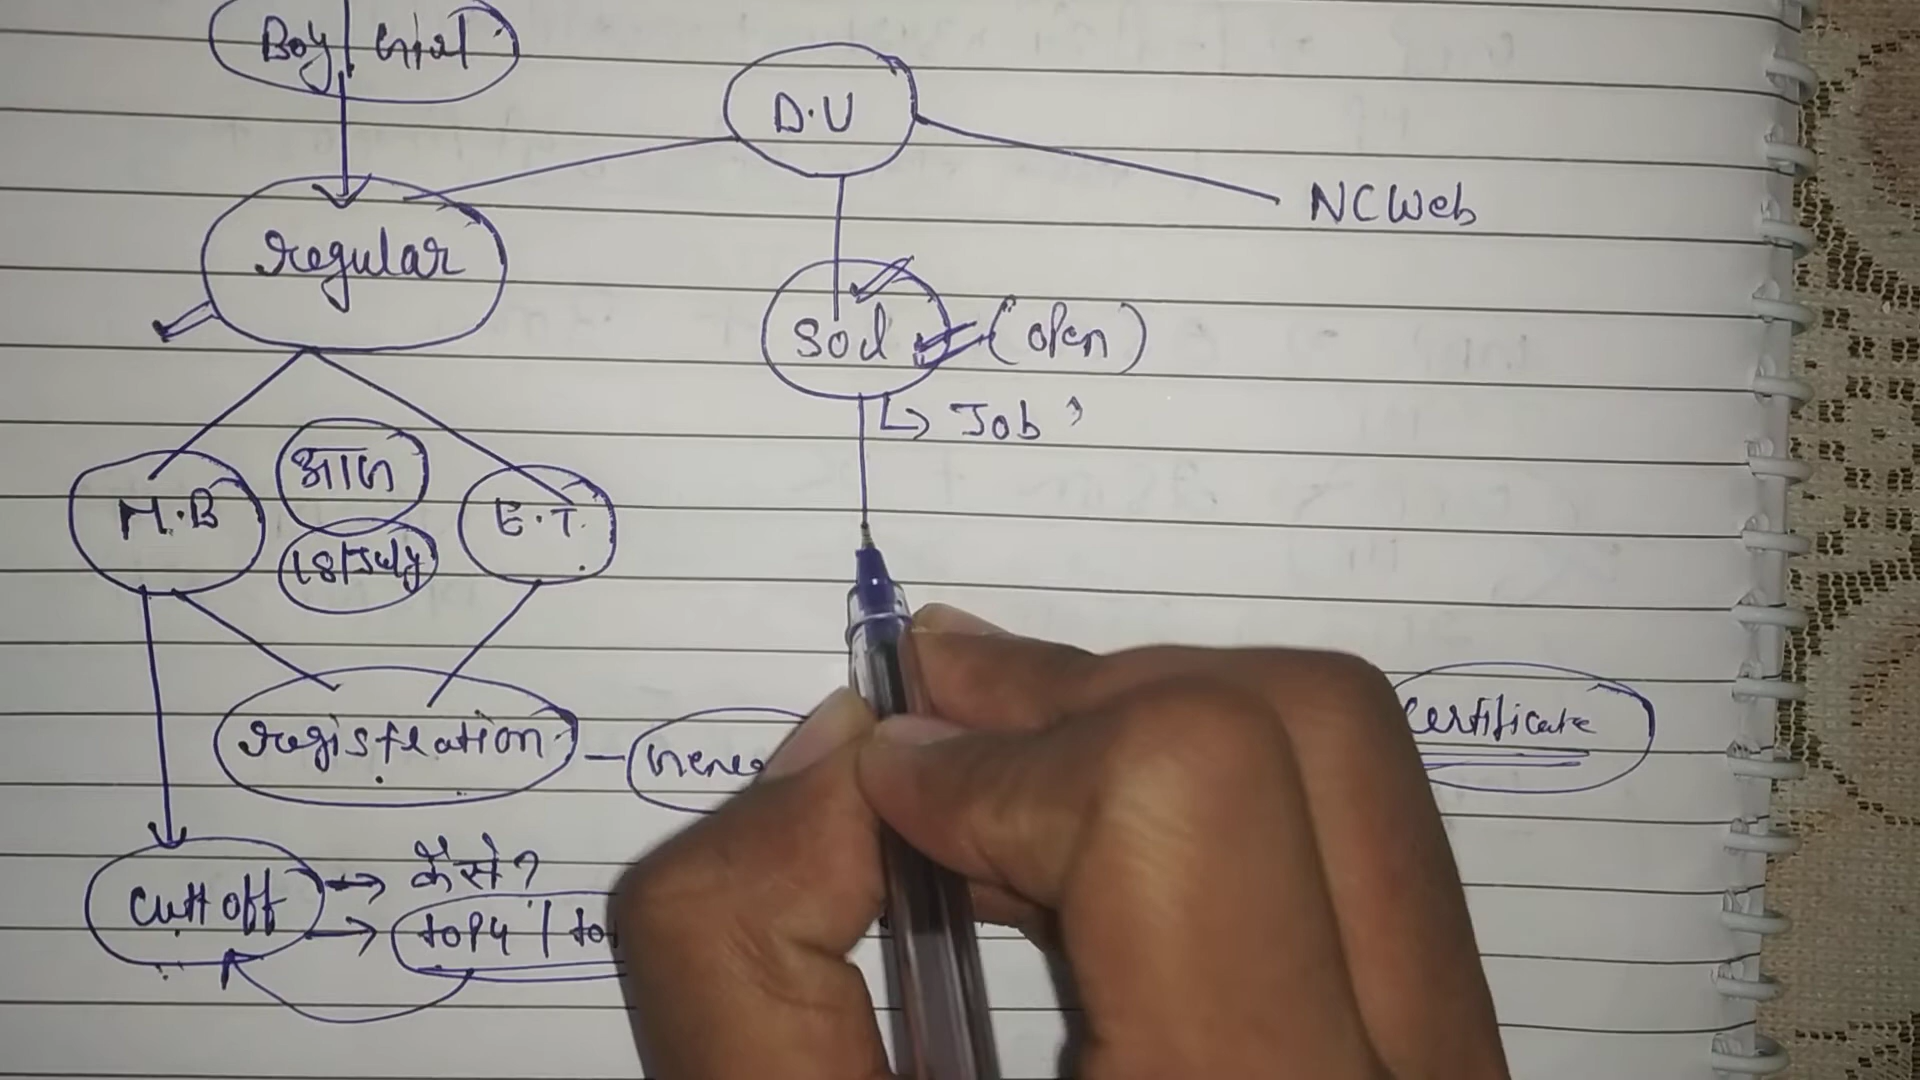 Boy / Girl
D.U
NCWeb
regular
Sol (open)
Job
M.B
आज
E.T.
18/July
registration
certificate
cutt off
कैसे?
top4 /